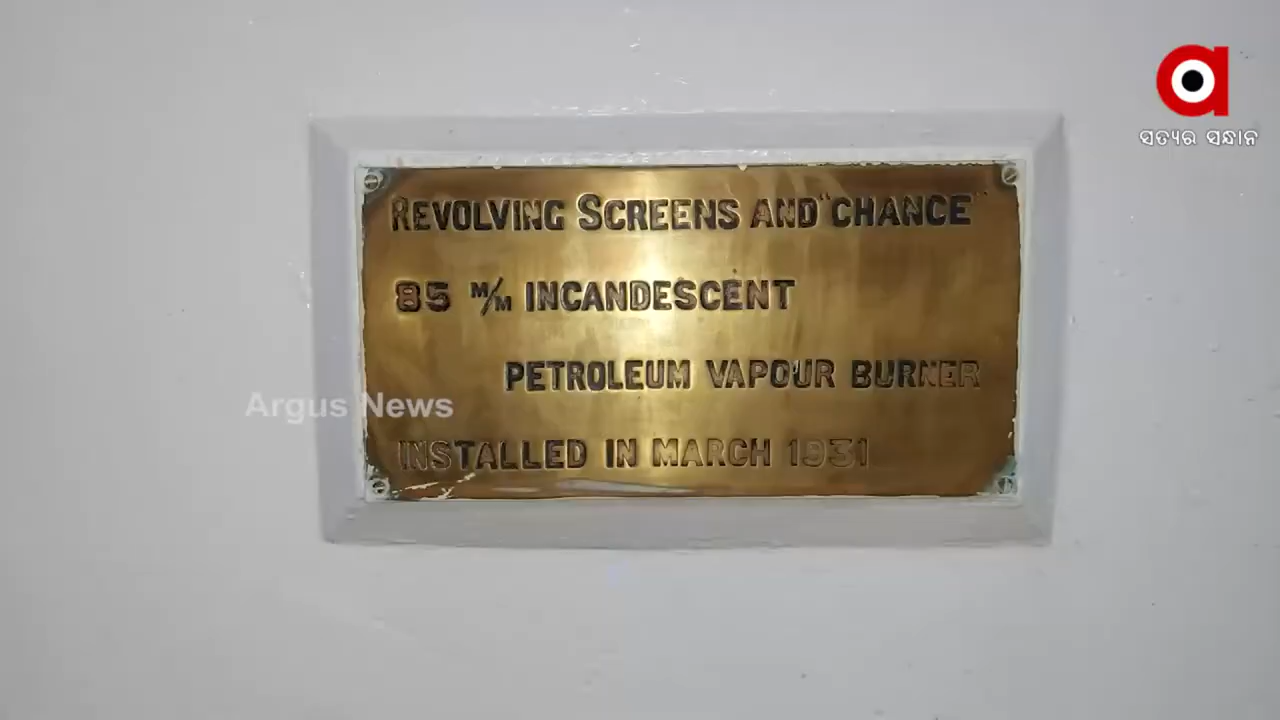 ସତ୍ୟର ସନ୍ଧାନ
REVOLVING SCREENS AND "CHANCE"
85 M/M INCANDESCENT
PETROLEUM VAPOUR BURNER
Argus News
INSTALLED IN MARCH 1931